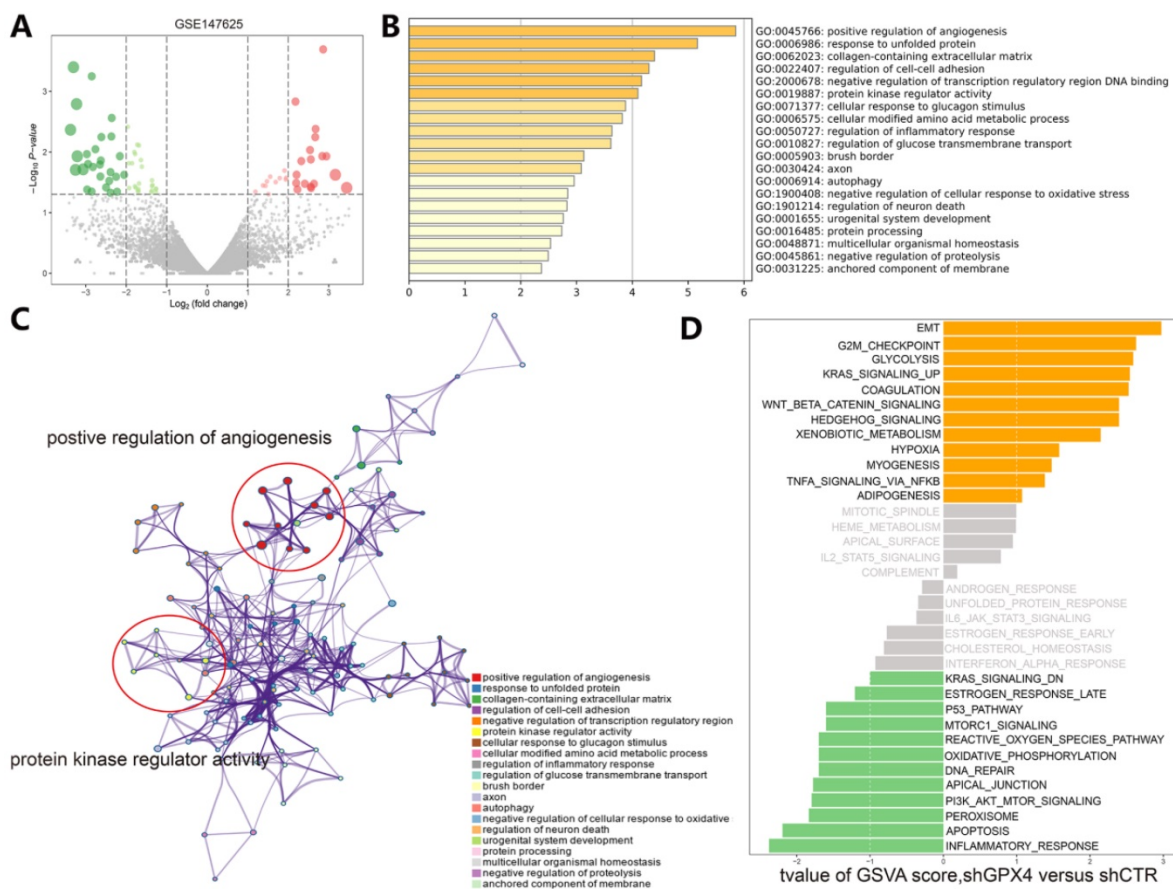 A
GSE147625
3
2
1
0
−Log10 P-value
−3
−2
−1
0
1
2
3
Log2 (fold change)
B
GO:0045766: positive regulation of angiogenesis
GO:0006986: response to unfolded protein
GO:0062023: collagen-containing extracellular matrix
GO:0022407: regulation of cell-cell adhesion
GO:2000678: negative regulation of transcription regulatory region DNA binding
GO:0019887: protein kinase regulator activity
GO:0071377: cellular response to glucagon stimulus
GO:0006575: cellular modified amino acid metabolic process
GO:0050727: regulation of inflammatory response
GO:0010827: regulation of glucose transmembrane transport
GO:0005903: brush border
GO:0030424: axon
GO:0006914: autophagy
GO:1900408: negative regulation of cellular response to oxidative stress
GO:1901214: regulation of neuron death
GO:0001655: urogenital system development
GO:0016485: protein processing
GO:0048871: multicellular organismal homeostasis
GO:0045861: negative regulation of proteolysis
GO:0031225: anchored component of membrane
0 1 2 3 4 5 6
C
postive regulation of angiogenesis
protein kinase regulator activity
positive regulation of angiogenesis
response to unfolded protein
collagen-containing extracellular matrix
regulation of cell-cell adhesion
negative regulation of transcription regulatory region
protein kinase regulator activity
cellular response to glucagon stimulus
cellular modified amino acid metabolic process
regulation of inflammatory response
regulation of glucose transmembrane transport
brush border
axon
autophagy
negative regulation of cellular response to oxidative
regulation of neuron death
urogenital system development
protein processing
multicellular organismal homeostasis
negative regulation of proteolysis
anchored component of membrane
D
EMT
G2M_CHECKPOINT
GLYCOLYSIS
KRAS_SIGNALING_UP
COAGULATION
WNT_BETA_CATENIN_SIGNALING
HEDGEHOG_SIGNALING
XENOBIOTIC_METABOLISM
HYPOXIA
MYOGENESIS
TNFA_SIGNALING_VIA_NFKB
ADIPOGENESIS
MITOTIC_SPINDLE
HEME_METABOLISM
APICAL_SURFACE
IL2_STAT5_SIGNALING
COMPLEMENT
ANDROGEN_RESPONSE
UNFOLDED_PROTEIN_RESPONSE
IL6_JAK_STAT3_SIGNALING
ESTROGEN_RESPONSE_EARLY
CHOLESTEROL_HOMEOSTASIS
INTERFERON_ALPHA_RESPONSE
KRAS_SIGNALING_DN
ESTROGEN_RESPONSE_LATE
P53_PATHWAY
MTORC1_SIGNALING
REACTIVE_OXYGEN_SPECIES_PATHWAY
OXIDATIVE_PHOSPHORYLATION
DNA_REPAIR
APICAL_JUNCTION
PI3K_AKT_MTOR_SIGNALING
PEROXISOME
APOPTOSIS
INFLAMMATORY_RESPONSE
−2 −1 0 1 2 3
tvalue of GSVA score,shGPX4 versus shCTR